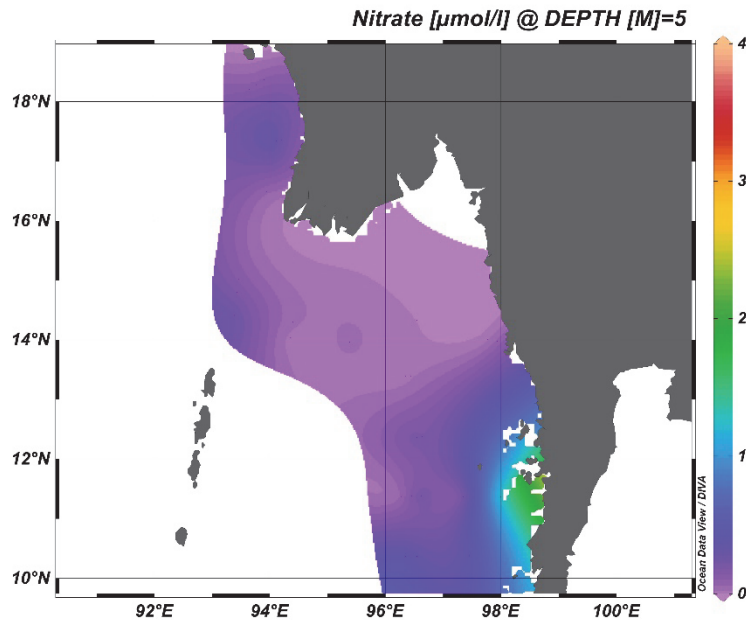 Nitrate [µmol/l] @ DEPTH [M]=5
18°N
16°N
14°N
12°N
10°N
92°E
94°E
96°E
98°E
100°E
4
3
2
1
0
Ocean Data View / DIVA